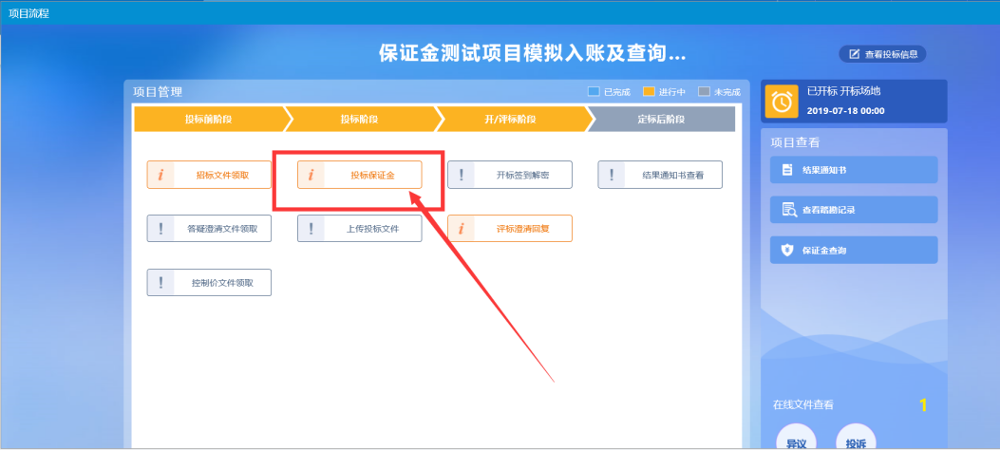 项目流程
保证金测试项目模拟入账及查询...
查看投标信息
项目管理
已完成 进行中 未完成
投标前阶段 投标阶段 开/评标阶段 定标后阶段
招标文件领取 投标保证金 开标签到解密 结果通知书查看
答疑澄清文件领取 上传投标文件 评标澄清回复
控制价文件领取
已开标 开标场地
2019-07-18 00:00
项目查看
结果通知书
查看踏勘记录
保证金查询
在线文件查看 1
异议 投诉